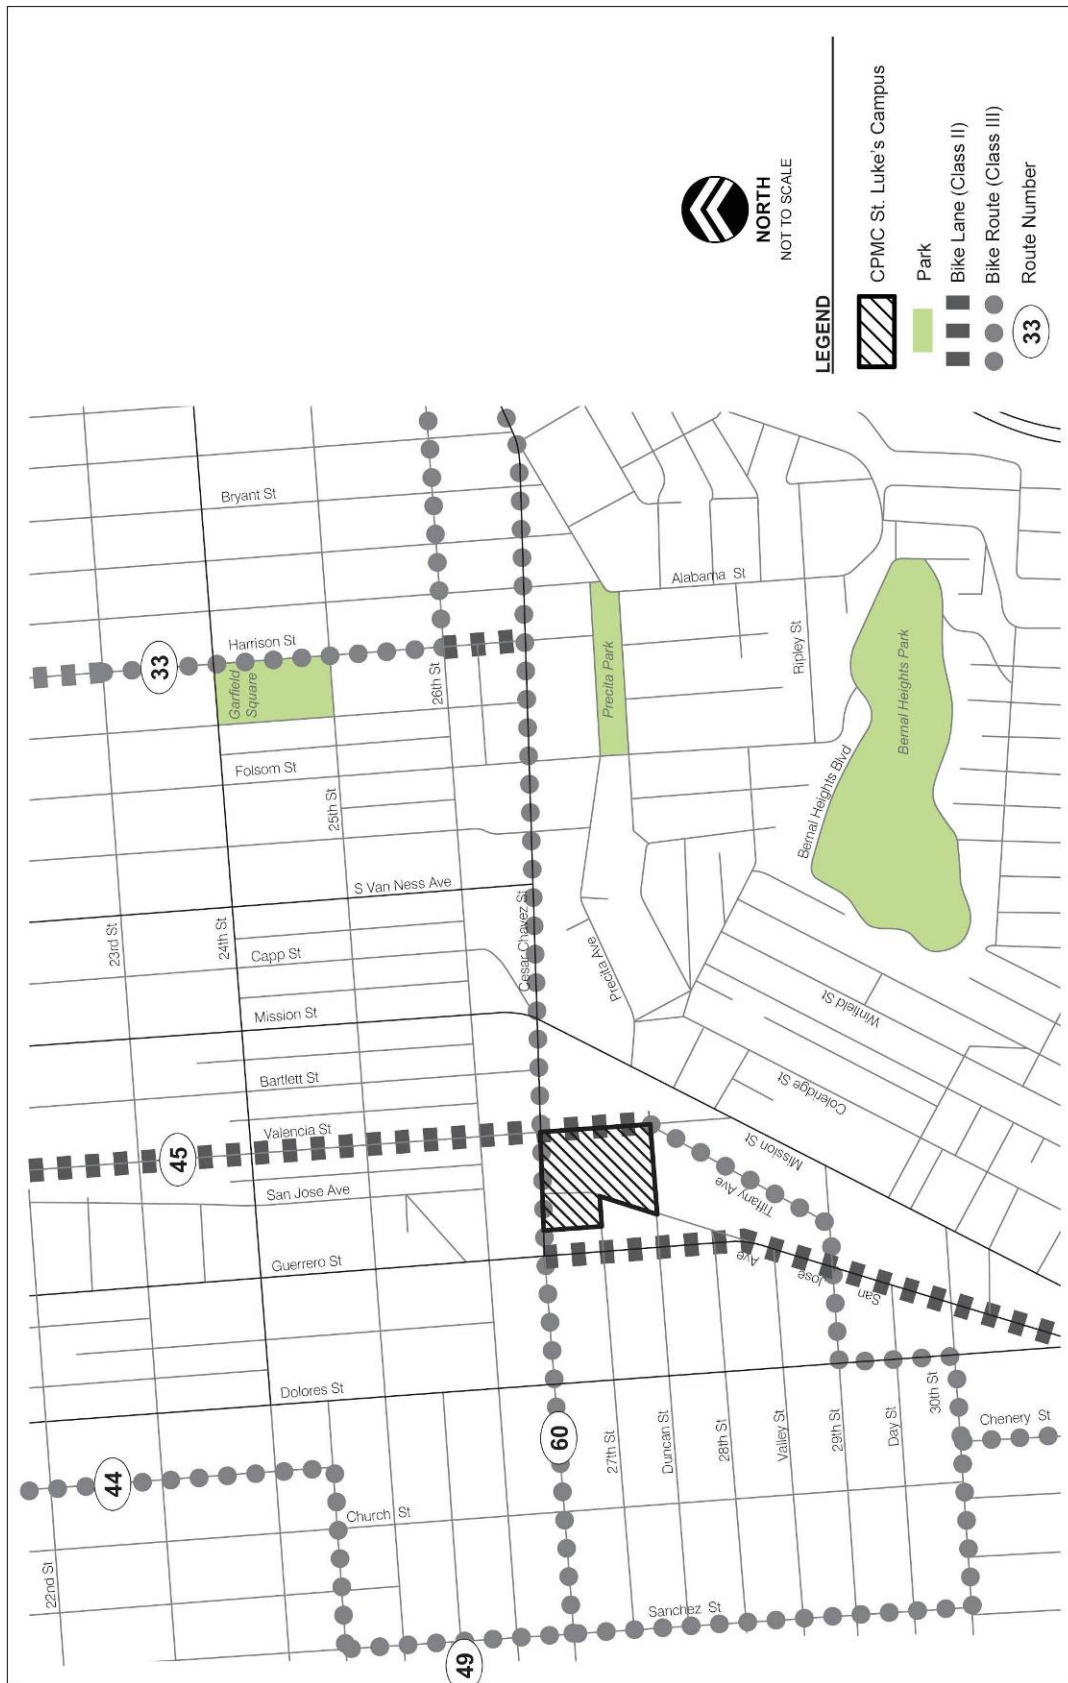 22nd St
44
Church St
49
Sanchez St
60
27th St
Duncan St
28th St
Valley St
29th St
Day St
30th St
Chenery St
Dolores St
Guerrero St
San Jose Ave
45
Valencia St
Bartlett St
Mission St
Capp St
23rd St
24th St
S Van Ness Ave
25th St
Folsom St
Garfield
Square
33
Harrison St
26th St
Bryant St
Cesar Chavez St
San Jose Ave
Tiffany Ave
Mission St
Coleridge St
Winfield St
Precita Ave
Precita Park
Alabama St
Ripley St
Bernal Heights Blvd
Bernal Heights Park
NORTH
NOT TO SCALE
LEGEND
CPMC St. Luke's Campus
Park
Bike Lane (Class II)
Bike Route (Class III)
33 Route Number